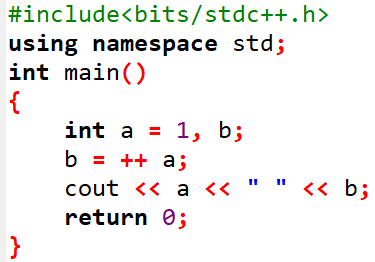 #include<bits/stdc++.h>
using namespace std;
int main()
{
    int a = 1, b;
    b = ++ a;
    cout << a << " " << b;
    return 0;
}